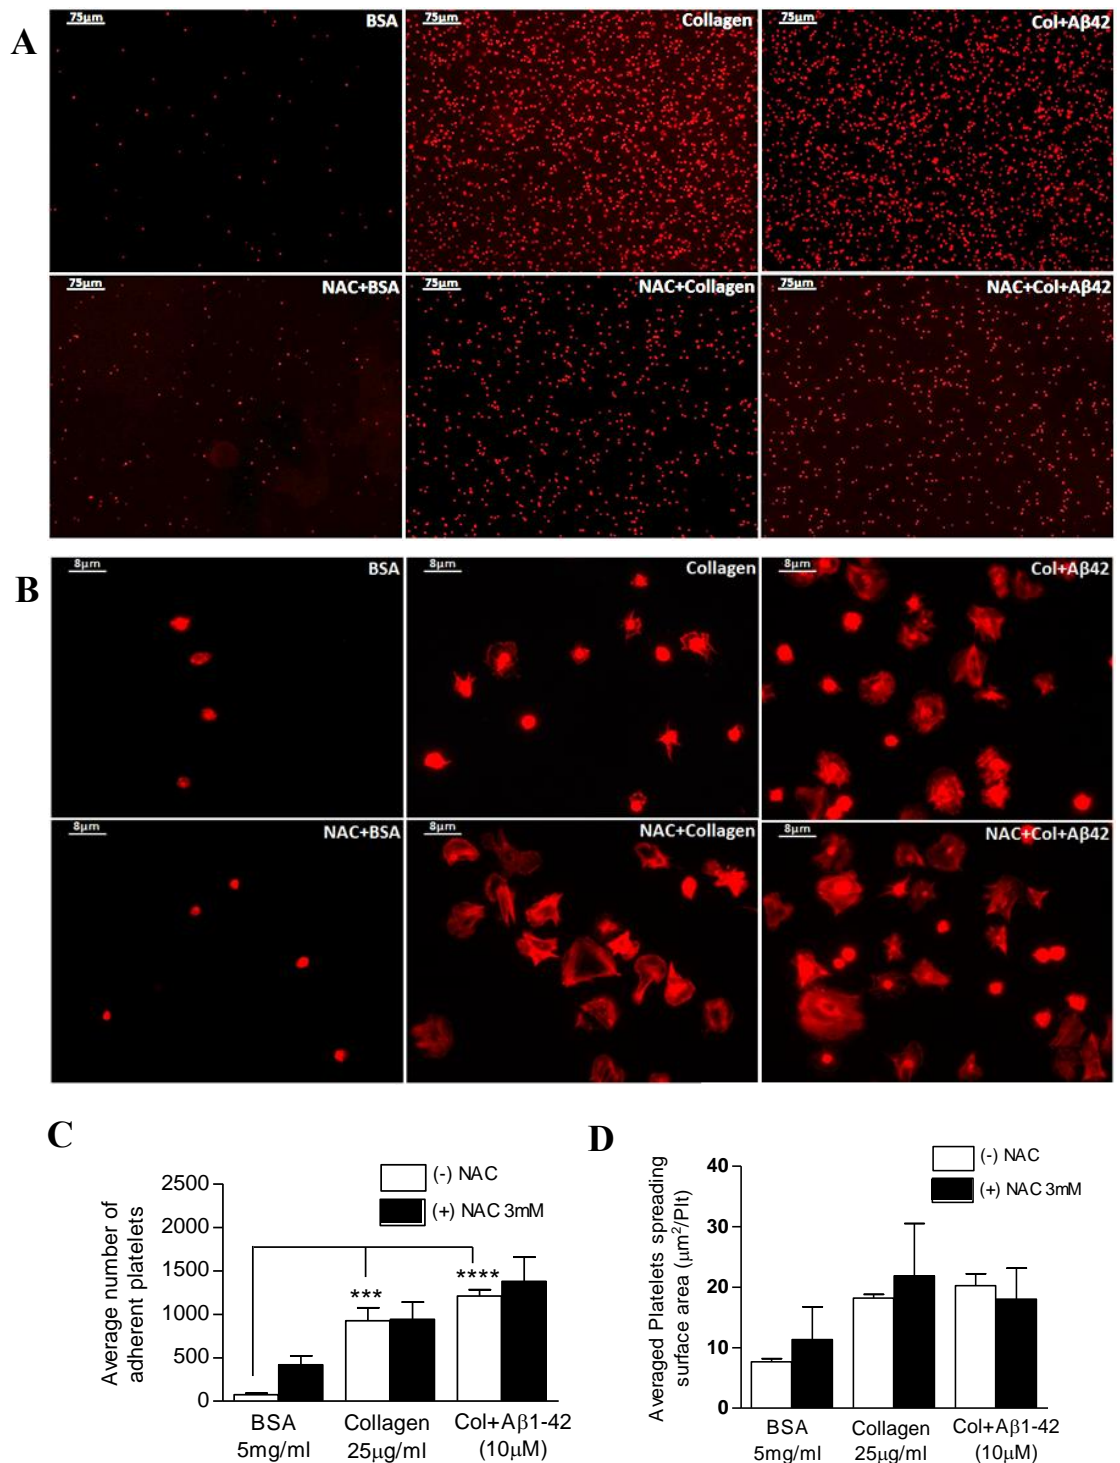 A
75µm
BSA
75µm
Collagen
75µm
Col+Aβ42
75µm
NAC+BSA
75µm
NAC+Collagen
75µm
NAC+Col+Aβ42
B
8µm
BSA
8µm
Collagen
8µm
Col+Aβ42
8µm
NAC+BSA
8µm
NAC+Collagen
8µm
NAC+Col+Aβ42
C
Average number of
adherent platelets
2500
2000
1500
1000
500
0
(-) NAC
(+) NAC 3mM
***
****
BSA
5mg/ml
Collagen
25µg/ml
Col+Aβ1-42
(10µM)
D
Averaged Platelets spreading
surface area (µm²/Plt)
40
30
20
10
0
(-) NAC
(+) NAC 3mM
BSA
5mg/ml
Collagen
25µg/ml
Col+Aβ1-42
(10µM)